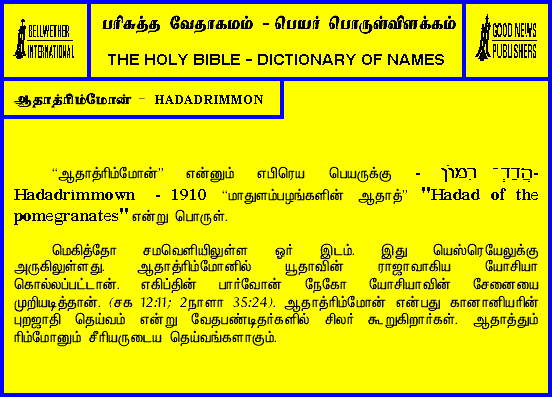 BELLWETHER
INTERNATIONAL
பரிசுத்த வேதாகமம் - பெயர் பொருள்விளக்கம்
THE HOLY BIBLE - DICTIONARY OF NAMES
GOOD NEWS
PUBLISHERS
ஆதாத்ரிம்மோன் - HADADRIMMON
“ஆதாத்ரிம்மோன்” என்னும் எபிரெய பெயருக்கு - הֲדַדְ־ רִמּוֹן-
Hadadrimmown - 1910 “மாதுளம்பழங்களின் ஆதாத்” "Hadad of the
pomegranates" என்று பொருள்.
மெகித்தோ சமவெளியிலுள்ள ஓர் இடம். இது யெஸ்ரெயேலுக்கு
அருகிலுள்ளது. ஆதாத்ரிம்மோனில் யூதாவின் ராஜாவாகிய யோசியா
கொல்லப்பட்டான். எகிப்தின் பார்வோன் நேகோ யோசியாவின் சேனையை
முறியடித்தான். (சக 12:11; 2நாளா 35:24). ஆதாத்ரிம்மோன் என்பது கானானியரின்
புறஜாதி தெய்வம் என்று வேதபண்டிதர்களில் சிலர் கூறுகிறார்கள். ஆதாத்தும்
ரிம்மோனும் சீரியருடைய தெய்வங்களாகும்.